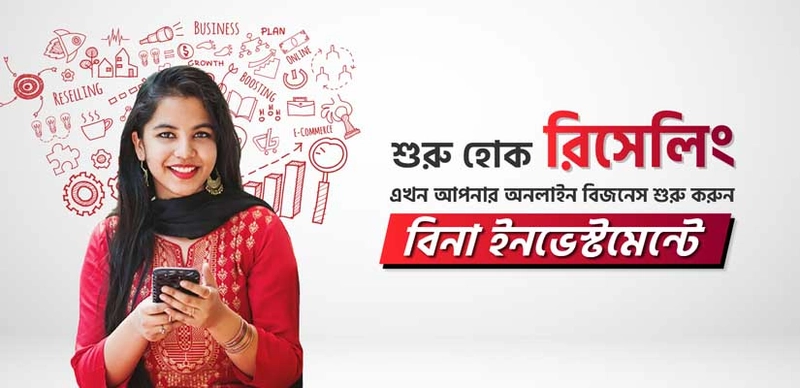 BUSINESS
PLAN
ONLINE
GROWTH
BOOSTING
RESELLING
E-COMMERCE
শুরু হোক রিসেলিং
এখন আপনার অনলাইন বিজনেস শুরু করুন
বিনা ইনভেস্টমেন্টে